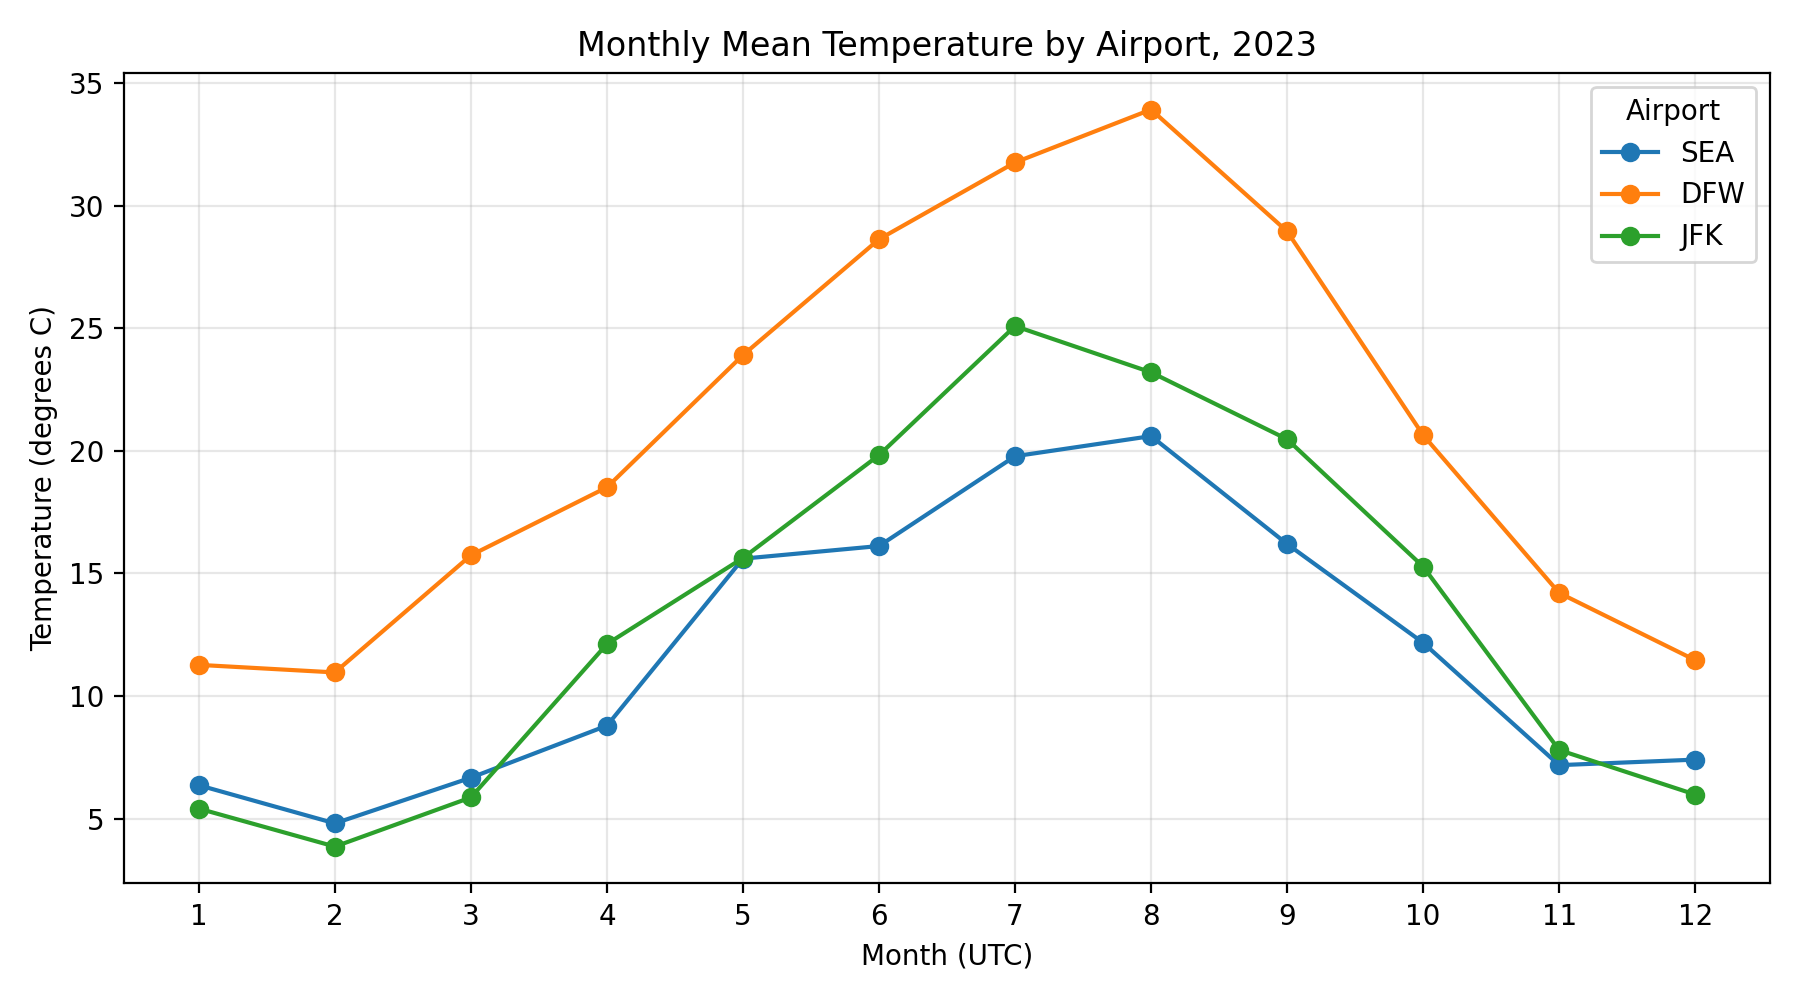 Monthly Mean Temperature by Airport, 2023
Airport
SEA
DFW
JFK
Temperature (degrees C)
35
30
25
20
15
10
5
1 2 3 4 5 6 7 8 9 10 11 12
Month (UTC)